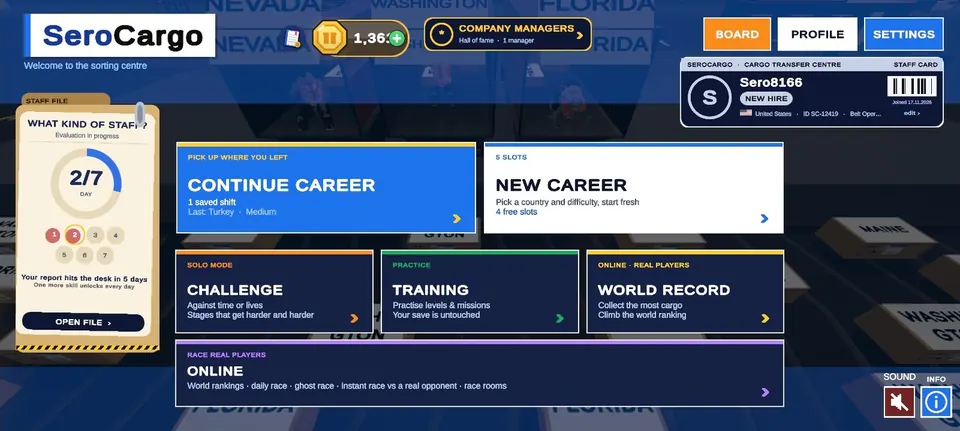 SeroCargo
Welcome to the sorting centre
COMPANY MANAGERS
Hall of fame · 1 manager
BOARD
PROFILE
SETTINGS
SEROCARGO · CARGO TRANSFER CENTRE
STAFF CARD
S
Sero8166
NEW HIRE
Joined 17.11.2026
United States · ID SC-12419 · Belt Oper...
edit ›
STAFF FILE
WHAT KIND OF STAFF?
Evaluation in progress
2/7
DAY
1 2 3 4
5 6 7
Your report hits the desk in 5 days
One more skill unlocks every day
OPEN FILE ›
PICK UP WHERE YOU LEFT
CONTINUE CAREER
1 saved shift
Last: Turkey · Medium
5 SLOTS
NEW CAREER
Pick a country and difficulty, start fresh
4 free slots
SOLO MODE
CHALLENGE
Against time or lives
Stages that get harder and harder
PRACTICE
TRAINING
Practise levels & missions
Your save is untouched
ONLINE · REAL PLAYERS
WORLD RECORD
Collect the most cargo
Climb the world ranking
RACE REAL PLAYERS
ONLINE
World rankings · daily race · ghost race · instant race vs a real opponent · race rooms
SOUND
INFO
NEVADA
WASHINGTON
FLORIDA
MAINE
WASHIN
GTON
GTON
GTON
FLORIDA
FLORIDA